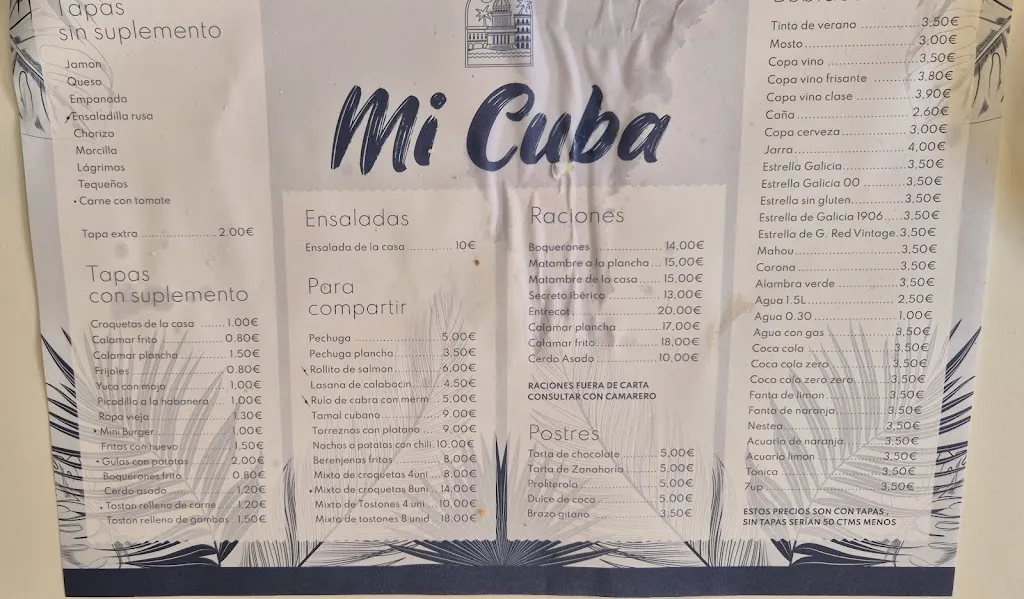 Tapas
sin suplemento
Jamon
Queso
Empanada
Ensaladilla rusa
Chorizo
Morcilla
Lágrimas
Tequeños
Carne con tomate
Tapa extra 2.00€
Tapas
con suplemento
Croquetas de la casa 1.00€
Calamar frito 0.80€
Calamar plancha 1.50€
Frijoles 0.80€
Yuca con mojo 1,00€
Picadillo a la habanera 1,00€
Ropa vieja 1,30€
Mini Burger 1.00€
Fritas con huevo 1,50€
Gulas con patatas 2,00€
Boquerones frito 0.80€
Cerdo asado 1.20€
Toston relleno de carne 1.20€
Toston relleno de gambas 1,50€
Mi Cuba
Ensaladas
Ensalada de la casa 10€
Para
compartir
Pechuga 5,00€
Pechuga plancha 3.50€
Rollito de salmon 6,00€
Lasana de calabacin 4.50€
Rulo de cabra con merm 5.00€
Tamal cubano 9,00€
Torreznos con platano 9,00€
Nachos o patatas con chili 10.00€
Berenjenas fritas 8,00€
Mixto de croquetas 4uni 8:00€
Mixto de croquetas 8uni 14,00€
Mixto de Tostones 4 uni 10,00€
Mixto de tostones 8 unid 18.00€
Raciones
Boquerones 14,00€
Matambre a la plancha 15,00€
Matambre de la casa 15,00€
Secreto ibérico 13,00€
Entrecot 20,00€
Calamar plancha 17,00€
Calamar frito 18,00€
Cerdo Asado 10,00€
RACIONES FUERA DE CARTA
CONSULTAR CON CAMARERO
Postres
Tarta de chocolate 5,00€
Tarta de Zanahoria 5,00€
Profiterola 5,00€
Dulce de coco 5,00€
Brazo gitano 3,50€
Tinto de verano 3,50€
Mosto 3,00€
Copa vino 3,50€
Copa vino frisante 3.80€
Copa vino clase 3,90€
Caña 2.60€
Copa cerveza 3,00€
Jarra 4,00€
Estrella Galicia 3,50€
Estrella Galicia 00 3,50€
Estrella sin gluten 3,50€
Estrella de Galicia 1906 3,50€
Estrella de G. Red Vintage 3,50€
Mahou 3,50€
Corona 3,50€
Alambra verde 3,50€
Agua 1.5L 2,50€
Agua 0.30 1,00€
Agua con gas 3,50€
Coca cola 3,50€
Coca cola zero 3.50€
Coca cola zero zero 3.50€
Fanta de limon 3.50€
Fanta de naranja 3.50€
Nestea 3,50€
Acuario de naranja 3,50€
Acuario limon 3,50€
Tonica 3,50€
7up 3,50€
ESTOS PRECIOS SON CON TAPAS,
SIN TAPAS SERÍAN 50 CTMS MENOS